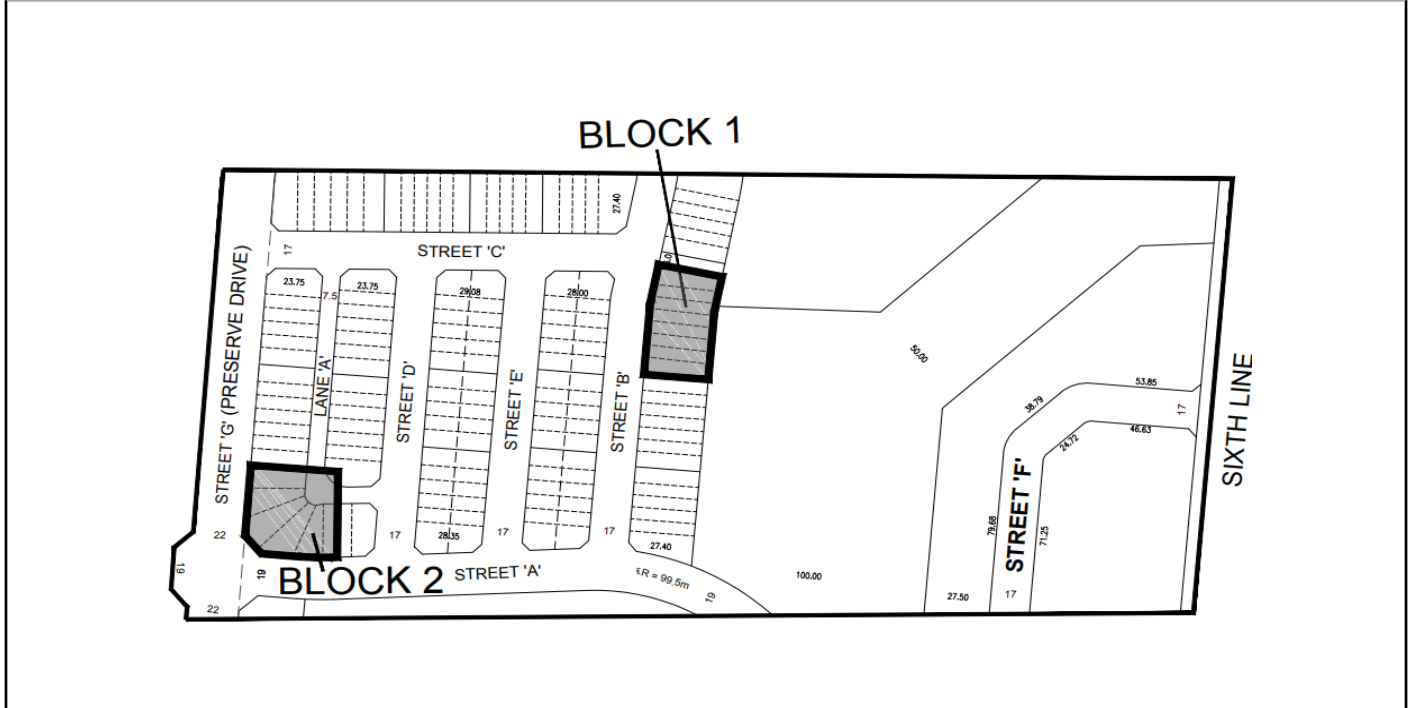 BLOCK 1
27.40
STREET 'C'
17
23.75
7.5
23.75
29.08
28.00
STREET 'G' (PRESERVE DRIVE)
LANE 'A'
STREET 'D'
STREET 'E'
STREET 'B'
50.00
53.85
38.79
17
46.63
24.72
SIXTH LINE
STREET 'F'
79.68
71.25
22
17
28.35
17
17
27.40
19
19
BLOCK 2
STREET 'A'
R = 99.5m
19
100.00
27.50
17
22